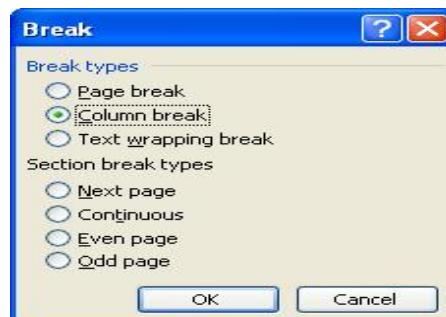 Break
Break types
Page break
Column break
Text wrapping break
Section break types
Next page
Continuous
Even page
Odd page
OK Cancel